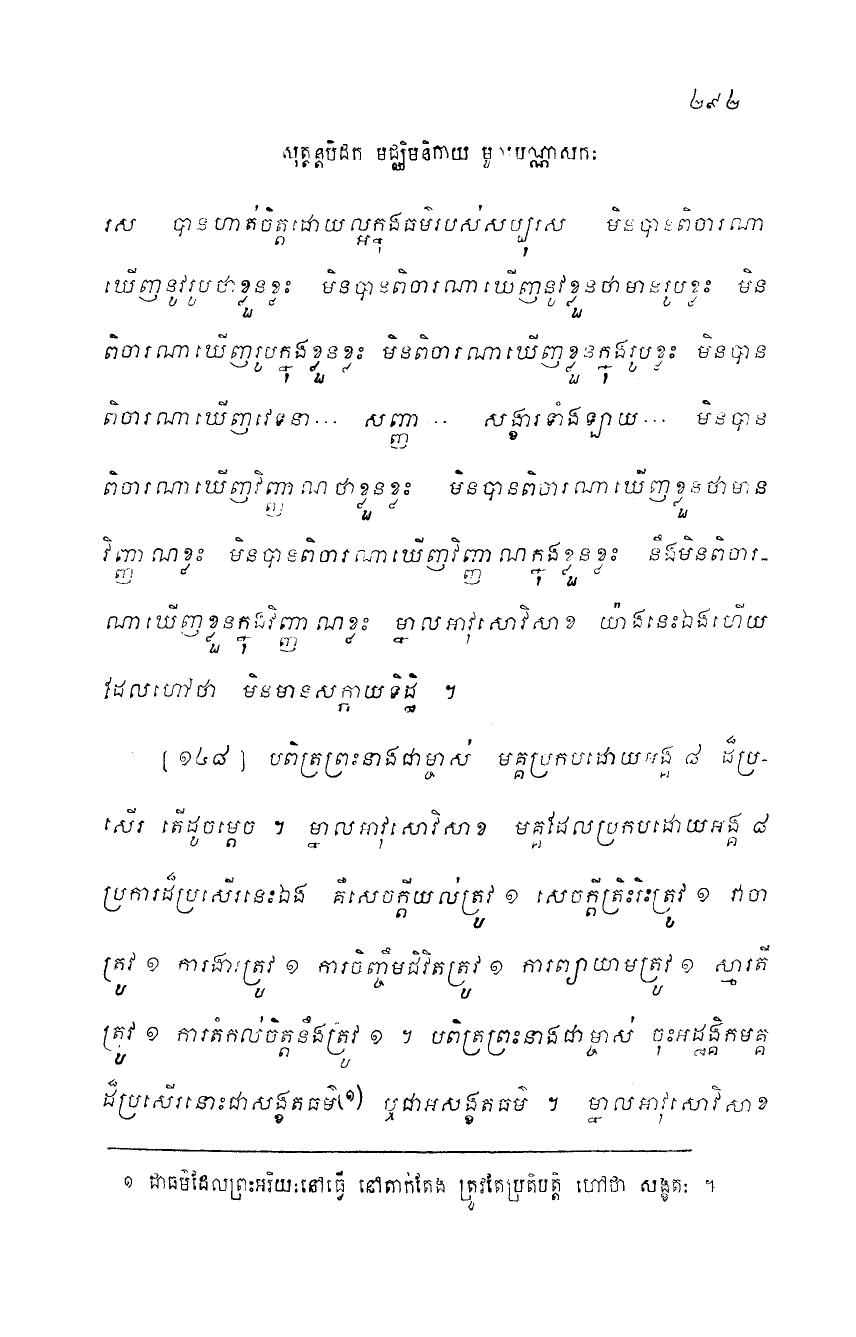 ២៩២
សុត្តន្តបិដក មជ្ឈិមនិកាយ មូលបណ្ណាសកៈ
រស បានហាត់ចិត្តដោយល្អក្នុងធម៌របស់សប្បុរស មិនបានពិចារណា
ឃើញនូវរូបថាខ្លួនខ្លះ មិនបានពិចារណាឃើញនូវខ្លួនថាមានរូបខ្លះ មិន
ពិចារណាឃើញរូបក្នុងខ្លួនខ្លះ មិនពិចារណាឃើញខ្លួនក្នុងរូបខ្លះ មិនបាន
ពិចារណាឃើញវេទនា... សញ្ញា... សង្ខារទាំងឡាយ... មិនបាន
ពិចារណាឃើញវិញ្ញាណថាខ្លួនខ្លះ មិនបានពិចារណាឃើញខ្លួនថាមាន
វិញ្ញាណខ្លះ មិនបានពិចារណាឃើញវិញ្ញាណក្នុងខ្លួនខ្លះ នឹងមិនពិចារ-
ណាឃើញខ្លួនក្នុងវិញ្ញាណខ្លះ ម្នាលអាវុសោវិសាខ យ៉ាងនេះឯងហើយ
ដែលហៅថា មិនមានសក្កាយទិដ្ឋិ ។
[១៤៨] បពិត្រព្រះនាងជាម្ចាស់ មគ្គប្រកបដោយអង្គ ៨ ដ៏ប្រ-
សើរ តើដូចម្តេច ។ ម្នាលអាវុសោវិសាខ មគ្គដែលប្រកបដោយអង្គ ៨
ប្រការដ៏ប្រសើរនេះឯង គឺសេចក្តីយល់ត្រូវ ១ សេចក្តីត្រិះរិះត្រូវ ១ វាចា
ត្រូវ ១ ការងារត្រូវ ១ ការចិញ្ចឹមជីវិតត្រូវ ១ ការព្យាយាមត្រូវ ១ ស្មារតី
ត្រូវ ១ ការតំកល់ចិត្តនឹងត្រូវ ១ ។ បពិត្រព្រះនាងជាម្ចាស់ ចុះអដ្ឋង្គិកមគ្គ
ដ៏ប្រសើរនោះជាសង្ខតធម៌(១) ឬជាអសង្ខតធម៌ ។ ម្នាលអាវុសោវិសាខ
១ ជាធម៌ដែលព្រះអរិយៈនៅធ្វើ នៅតាក់តែង ត្រូវតែប្រតិបត្តិ ហៅថា សង្ខតៈ ។